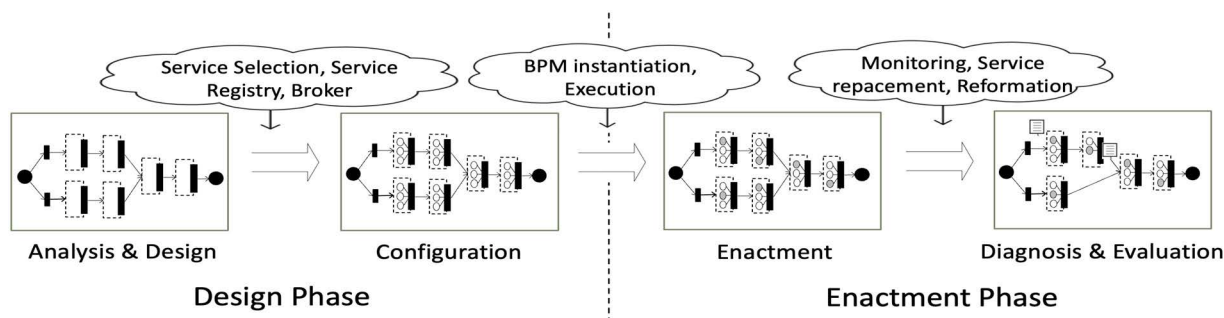 Service Selection, Service
Registry, Broker
BPM instantiation,
Execution
Monitoring, Service
repacement, Reformation
Analysis & Design
Configuration
Enactment
Diagnosis & Evaluation
Design Phase
Enactment Phase